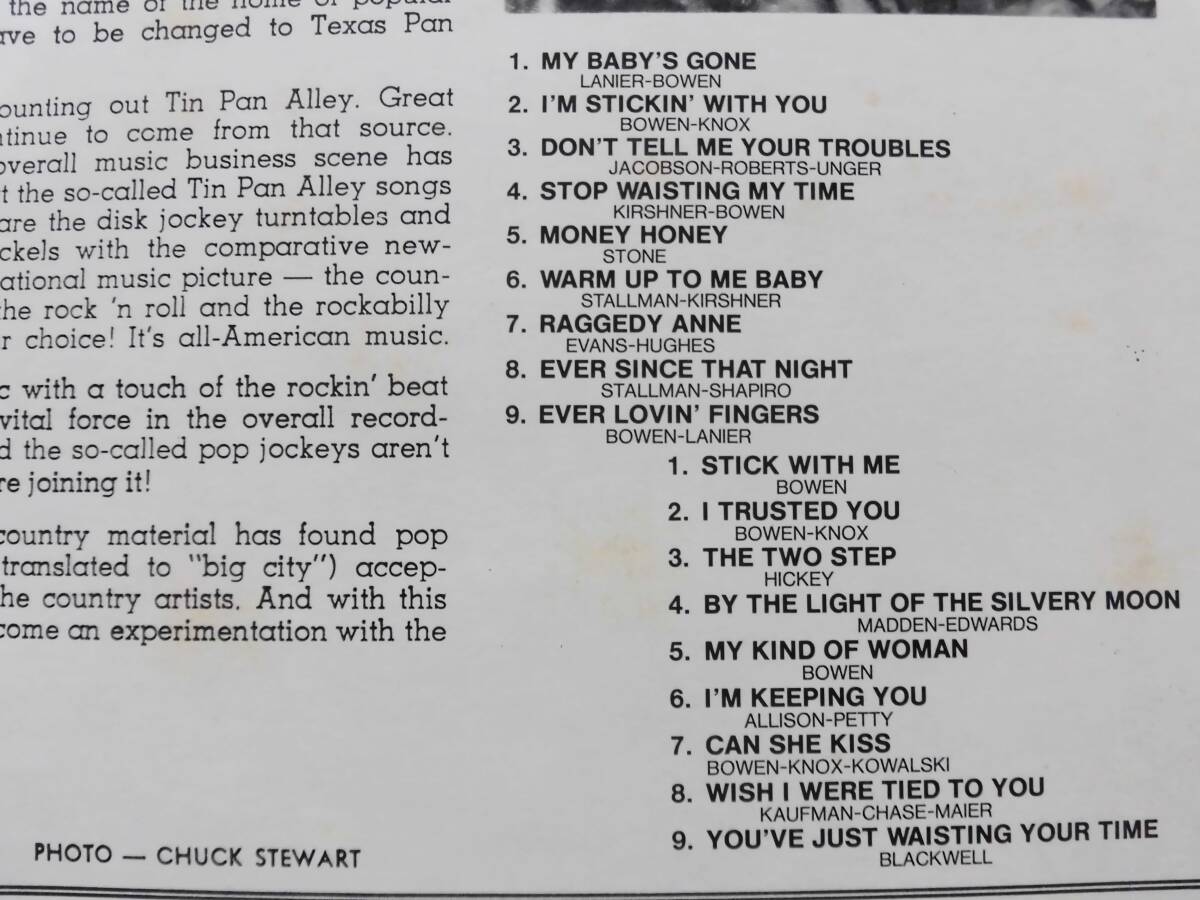 the name of the home of popular
ave to be changed to Texas Pan
ounting out Tin Pan Alley. Great
ntinue to come from that source.
overall music business scene has
t the so-called Tin Pan Alley songs
are the disk jockey turntables and
ckels with the comparative new-
ational music picture — the coun-
the rock 'n roll and the rockabilly
r choice! It's all-American music.
c with a touch of the rockin' beat
vital force in the overall record-
d the so-called pop jockeys aren't
re joining it!
country material has found pop
translated to "big city") accep-
he country artists. And with this
come an experimentation with the
PHOTO — CHUCK STEWART
1. MY BABY'S GONE
LANIER-BOWEN
2. I'M STICKIN' WITH YOU
BOWEN-KNOX
3. DON'T TELL ME YOUR TROUBLES
JACOBSON-ROBERTS-UNGER
4. STOP WAISTING MY TIME
KIRSHNER-BOWEN
5. MONEY HONEY
STONE
6. WARM UP TO ME BABY
STALLMAN-KIRSHNER
7. RAGGEDY ANNE
EVANS-HUGHES
8. EVER SINCE THAT NIGHT
STALLMAN-SHAPIRO
9. EVER LOVIN' FINGERS
BOWEN-LANIER
1. STICK WITH ME
BOWEN
2. I TRUSTED YOU
BOWEN-KNOX
3. THE TWO STEP
HICKEY
4. BY THE LIGHT OF THE SILVERY MOON
MADDEN-EDWARDS
5. MY KIND OF WOMAN
BOWEN
6. I'M KEEPING YOU
ALLISON-PETTY
7. CAN SHE KISS
BOWEN-KNOX-KOWALSKI
8. WISH I WERE TIED TO YOU
KAUFMAN-CHASE-MAIER
9. YOU'VE JUST WAISTING YOUR TIME
BLACKWELL